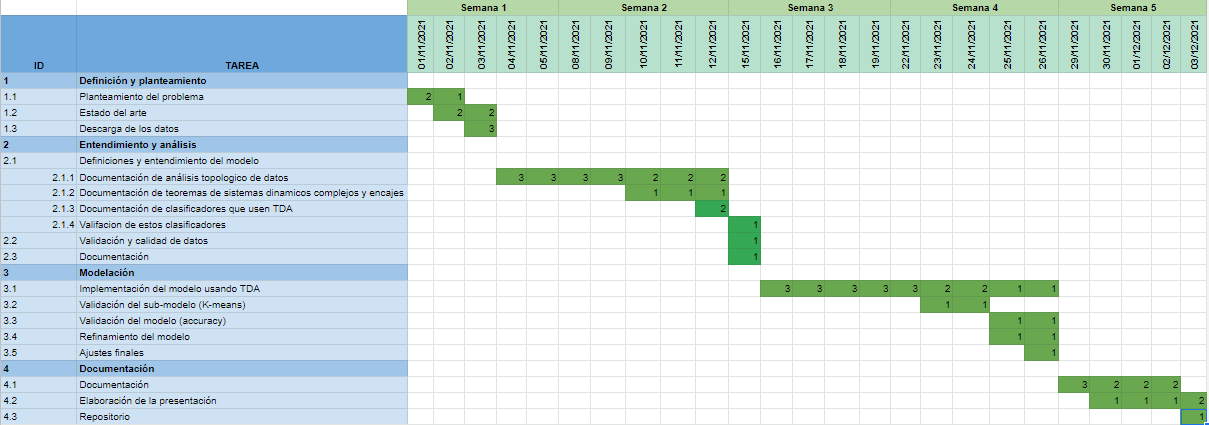 Semana 1 Semana 2 Semana 3 Semana 4 Semana 5
ID TAREA 01/11/2021 02/11/2021 03/11/2021 04/11/2021 05/11/2021 08/11/2021 09/11/2021 10/11/2021 11/11/2021 12/11/2021 15/11/2021 16/11/2021 17/11/2021 18/11/2021 19/11/2021 22/11/2021 23/11/2021 24/11/2021 25/11/2021 26/11/2021 29/11/2021 30/11/2021 01/12/2021 02/12/2021 03/12/2021
1 Definición y planteamiento
1.1 Planteamiento del problema 2 1
1.2 Estado del arte 2 2
1.3 Descarga de los datos 3
2 Entendimiento y análisis
2.1 Definiciones y entendimiento del modelo
2.1.1 Documentación de análisis topologico de datos 3 3 3 3 2 2 2
2.1.2 Documentación de teoremas de sistemas dinamicos complejos y encajes 1 1 1
2.1.3 Documentación de clasificadores que usen TDA 2
2.1.4 Valifacion de estos clasificadores 1
2.2 Validación y calidad de datos 1
2.3 Documentación 1
3 Modelación
3.1 Implementación del modelo usando TDA 3 3 3 3 3 2 2 1 1
3.2 Validación del sub-modelo (K-means) 1 1
3.3 Validación del modelo (accuracy) 1 1
3.4 Refinamiento del modelo 1 1
3.5 Ajustes finales 1
4 Documentación
4.1 Documentación 3 2 2 2
4.2 Elaboración de la presentación 1 1 1 2
4.3 Repositorio 1